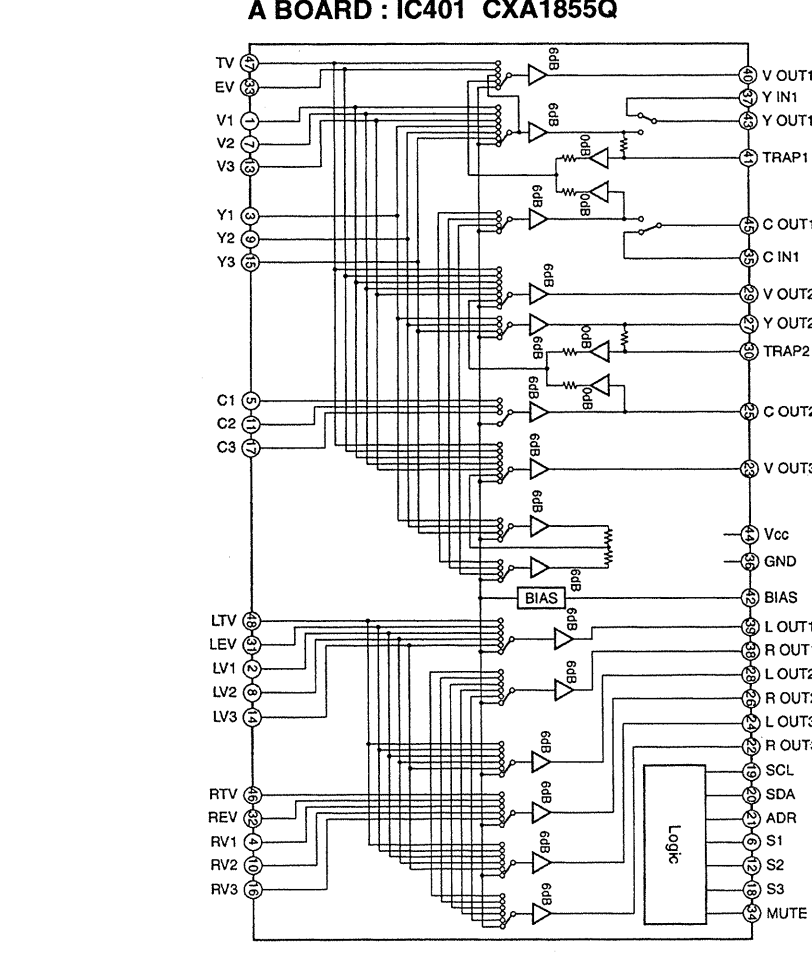 A BOARD : IC401 CXA1855Q
TV 47
EV 33
V1 1
V2 7
V3 13
Y1 3
Y2 9
Y3 15
C1 5
C2 11
C3 17
LTV 48
LEV 31
LV1 2
LV2 8
LV3 14
RTV 46
REV 32
RV1 4
RV2 10
RV3 16
6dB
6dB
0dB
0dB
6dB
6dB
6dB
0dB
0dB
6dB
6dB
6dB
6dB
BIAS
6dB
6dB
6dB
6dB
6dB
6dB
Logic
40 V OUT1
37 Y IN1
43 Y OUT1
41 TRAP1
45 C OUT1
35 C IN1
29 V OUT2
27 Y OUT2
30 TRAP2
25 C OUT2
23 V OUT3
44 Vcc
36 GND
42 BIAS
39 L OUT1
38 R OUT1
28 L OUT2
26 R OUT2
24 L OUT3
22 R OUT
19 SCL
20 SDA
21 ADR
6 S1
12 S2
18 S3
34 MUTE